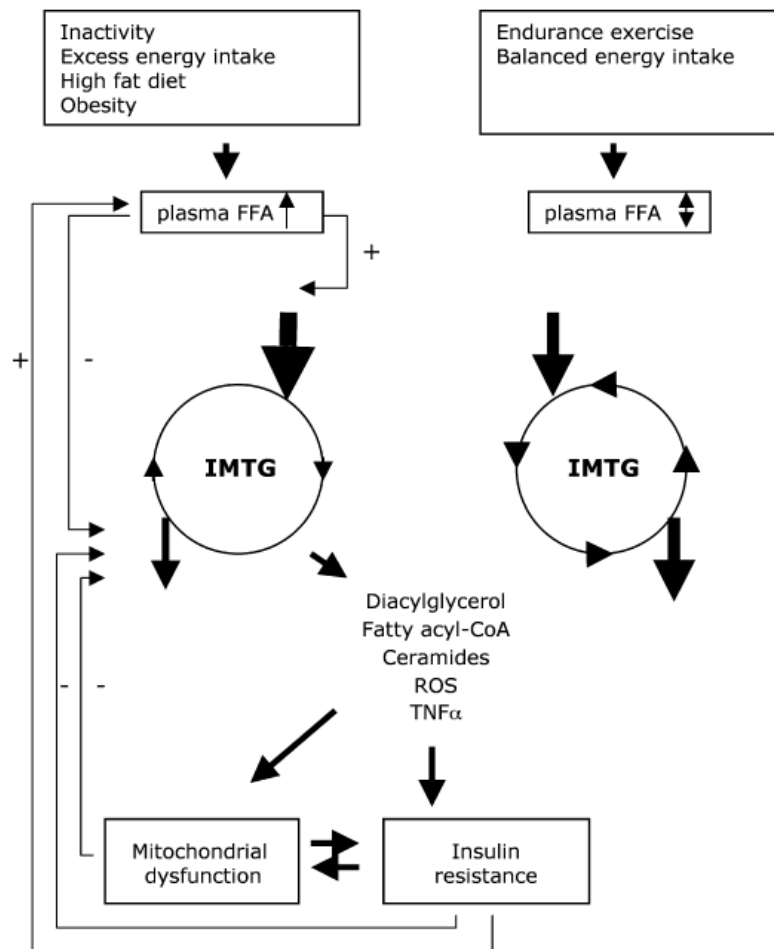 Inactivity
Excess energy intake
High fat diet
Obesity
Endurance exercise
Balanced energy intake
plasma FFA
plasma FFA
+
+
-
IMTG
IMTG
Diacylglycerol
Fatty acyl-CoA
Ceramides
ROS
TNFα
- -
Mitochondrial
dysfunction
Insulin
resistance